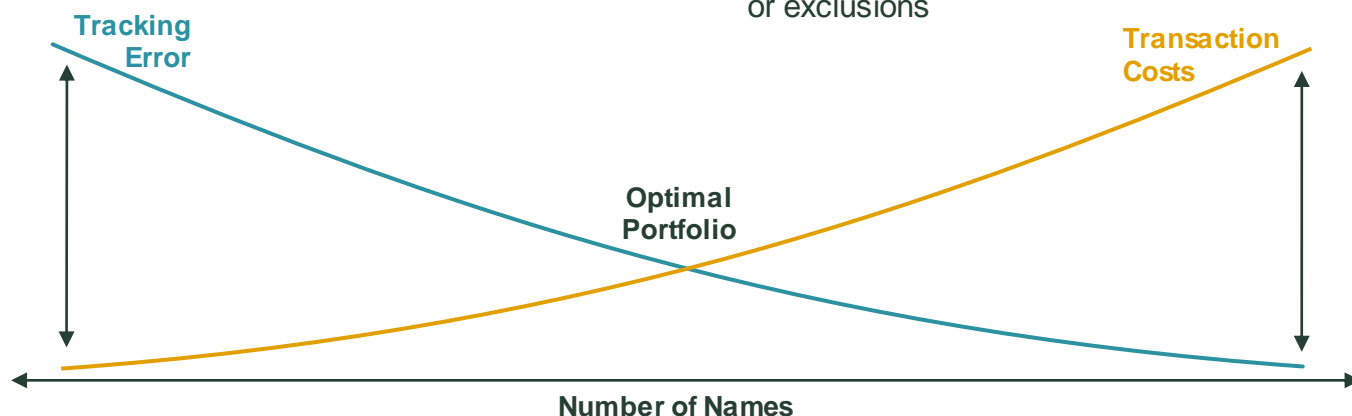 or exclusions
Tracking
Error
Transaction
Costs
Optimal
Portfolio
Number of Names